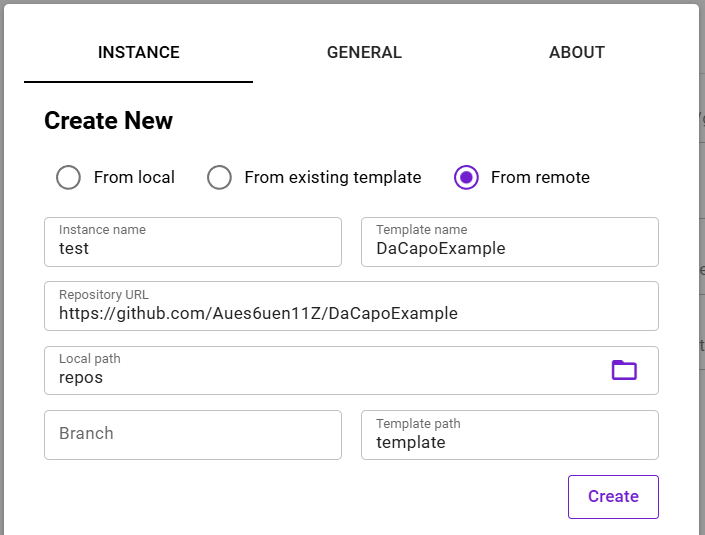 INSTANCE GENERAL ABOUT
Create New
From local From existing template From remote
Instance name Template name
test DaCapoExample
Repository URL
https://github.com/Aues6uen11Z/DaCapoExample
Local path
repos
Branch
Template path
template
Create